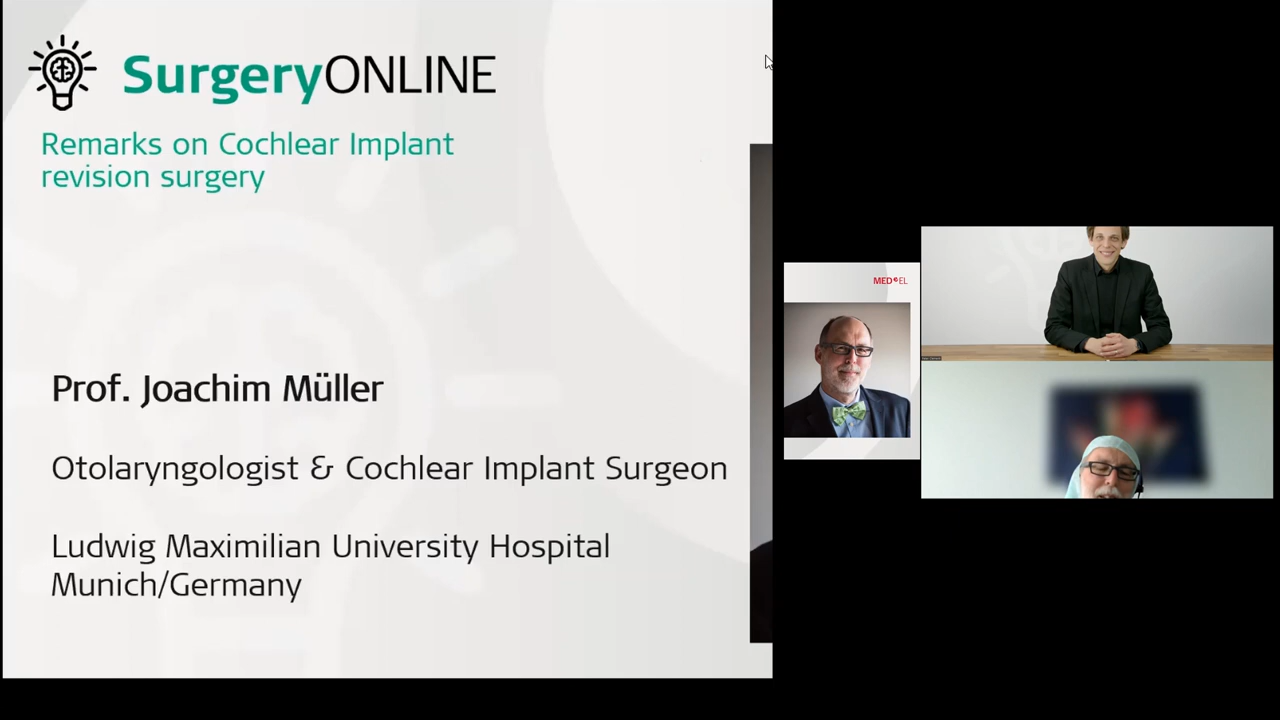 SurgeryONLINE
Remarks on Cochlear Implant
revision surgery
Prof. Joachim Müller
Otolaryngologist & Cochlear Implant Surgeon
Ludwig Maximilian University Hospital
Munich/Germany
MED EL